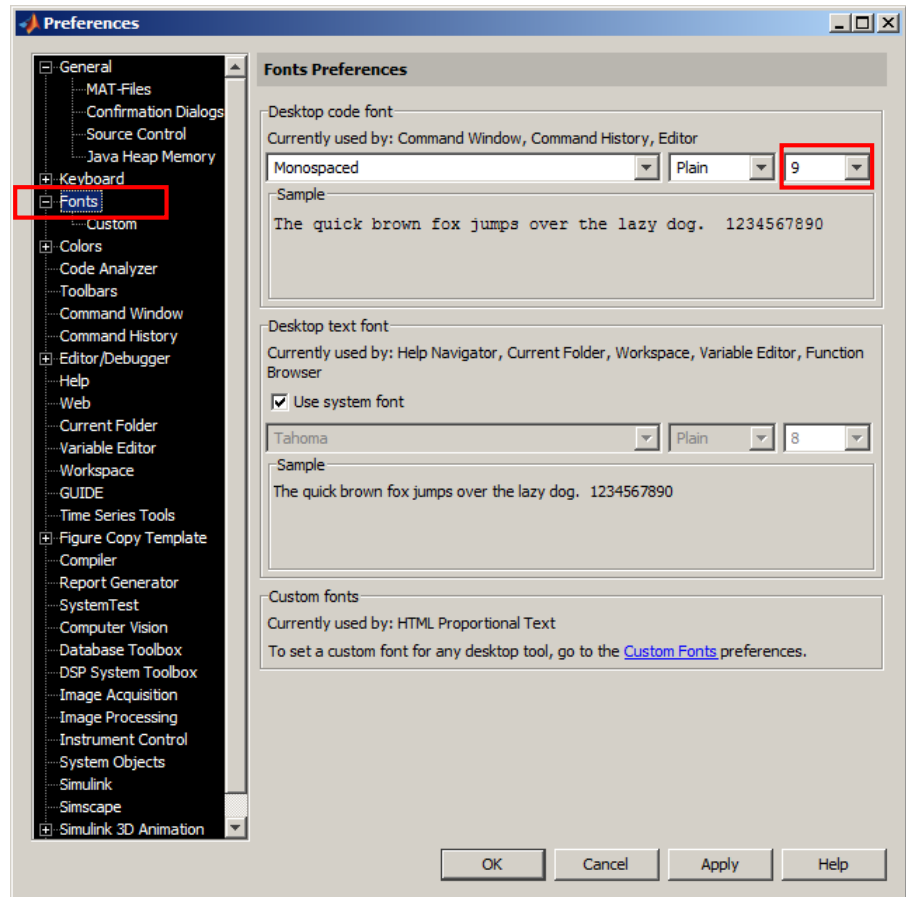 Preferences
General
MAT-Files
Confirmation Dialogs
Source Control
Java Heap Memory
Keyboard
Fonts
Custom
Colors
Code Analyzer
Toolbars
Command Window
Command History
Editor/Debugger
Help
Web
Current Folder
Variable Editor
Workspace
GUIDE
Time Series Tools
Figure Copy Template
Compiler
Report Generator
SystemTest
Computer Vision
Database Toolbox
DSP System Toolbox
Image Acquisition
Image Processing
Instrument Control
System Objects
Simulink
Simscape
Simulink 3D Animation
Fonts Preferences
Desktop code font
Currently used by: Command Window, Command History, Editor
Monospaced Plain 9
Sample
The quick brown fox jumps over the lazy dog. 1234567890
Desktop text font
Currently used by: Help Navigator, Current Folder, Workspace, Variable Editor, Function
Browser
Use system font
Tahoma Plain 8
Sample
The quick brown fox jumps over the lazy dog. 1234567890
Custom fonts
Currently used by: HTML Proportional Text
To set a custom font for any desktop tool, go to the Custom Fonts preferences.
OK Cancel Apply Help